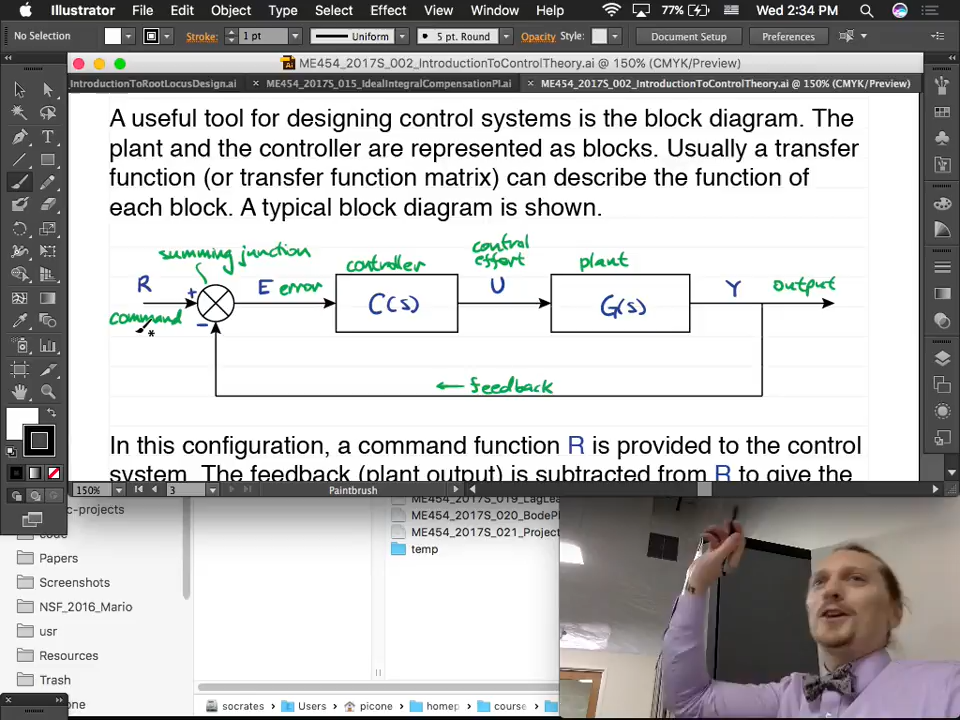 Illustrator File Edit Object Type Select Effect View Window Help 77% Wed 2:34 PM
No Selection Stroke: 1 pt Uniform 5 pt. Round Opacity Style: Document Setup Preferences
ME454_2017S_002_IntroductionToControlTheory.ai @ 150% (CMYK/Preview)
IntroductionToRootLocusDesign.ai ME454_2017S_015_IdealIntegralCompensationPI.ai ME454_2017S_002_IntroductionToControlTheory.ai @ 150% (CMYK/Preview)
A useful tool for designing control systems is the block diagram. The
plant and the controller are represented as blocks. Usually a transfer
function (or transfer function matrix) can describe the function of
each block. A typical block diagram is shown.
summing junction
controller
control
effort
plant
R
+
E error
C(s)
U
G(s)
Y
output
command
-
← feedback
In this configuration, a command function R is provided to the control
system. The feedback (plant output) is subtracted from R to give the
150% 3 Paintbrush
c-projects
code
Papers
Screenshots
NSF_2016_Mario
usr
Resources
Trash
ME454_2017S_019_LagLea
ME454_2017S_020_BodePl
ME454_2017S_021_Project
temp
socrates Users picone homep course